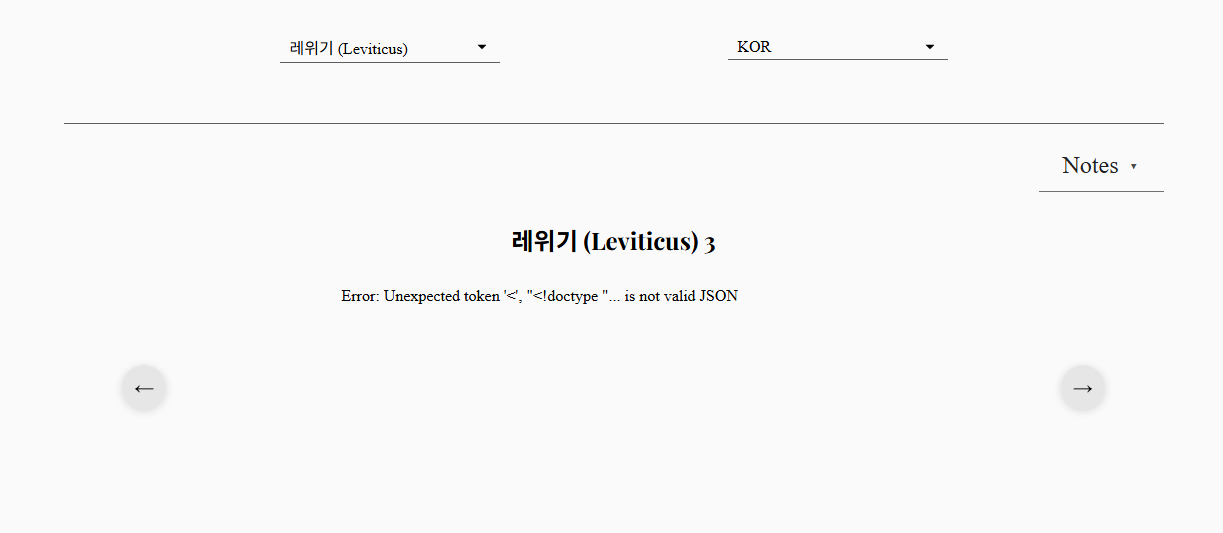 레위기 (Leviticus)
KOR
Notes
레위기 (Leviticus) 3
Error: Unexpected token '<', "<!doctype "... is not valid JSON
← →